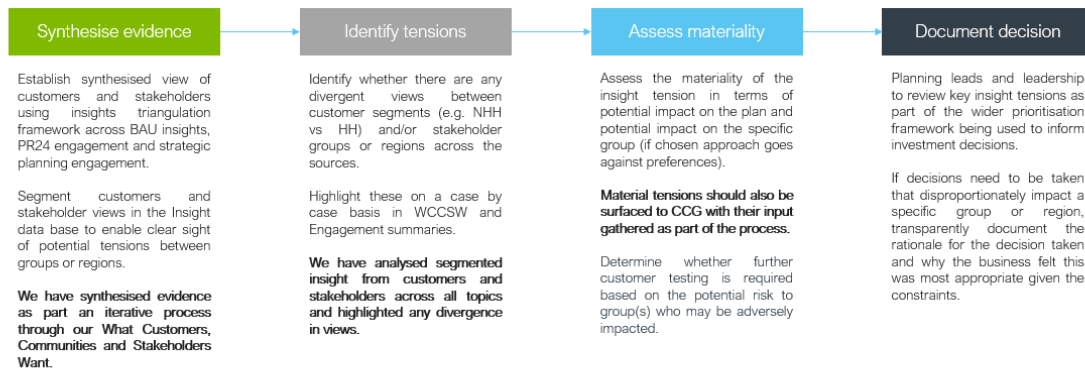 Synthesise evidence
Establish synthesised view of
customers and stakeholders
using insights triangulation
framework across BAU insights,
PR24 engagement and strategic
planning engagement.
Segment customers and
stakeholder views in the Insight
data base to enable clear sight
of potential tensions between
groups or regions.
We have synthesised evidence
as part an iterative process
through our What Customers,
Communities and Stakeholders
Want.
Identify tensions
Identify whether there are any
divergent views between
customer segments (e.g. NHH
vs HH) and/or stakeholder
groups or regions across the
sources.
Highlight these on a case by
case basis in WCCSW and
Engagement summaries.
We have analysed segmented
insight from customers and
stakeholders across all topics
and highlighted any divergence
in views.
Assess materiality
Assess the materiality of the
insight tension in terms of
potential impact on the plan and
potential impact on the specific
group (if chosen approach goes
against preferences).
Material tensions should also be
surfaced to CCG with their input
gathered as part of the process.
Determine whether further
customer testing is required
based on the potential risk to
group(s) who may be adversely
impacted.
Document decision
Planning leads and leadership
to review key insight tensions as
part of the wider prioritisation
framework being used to inform
investment decisions.
If decisions need to be taken
that disproportionately impact a
specific group or region,
transparently document the
rationale for the decision taken
and why the business felt this
was most appropriate given the
constraints.